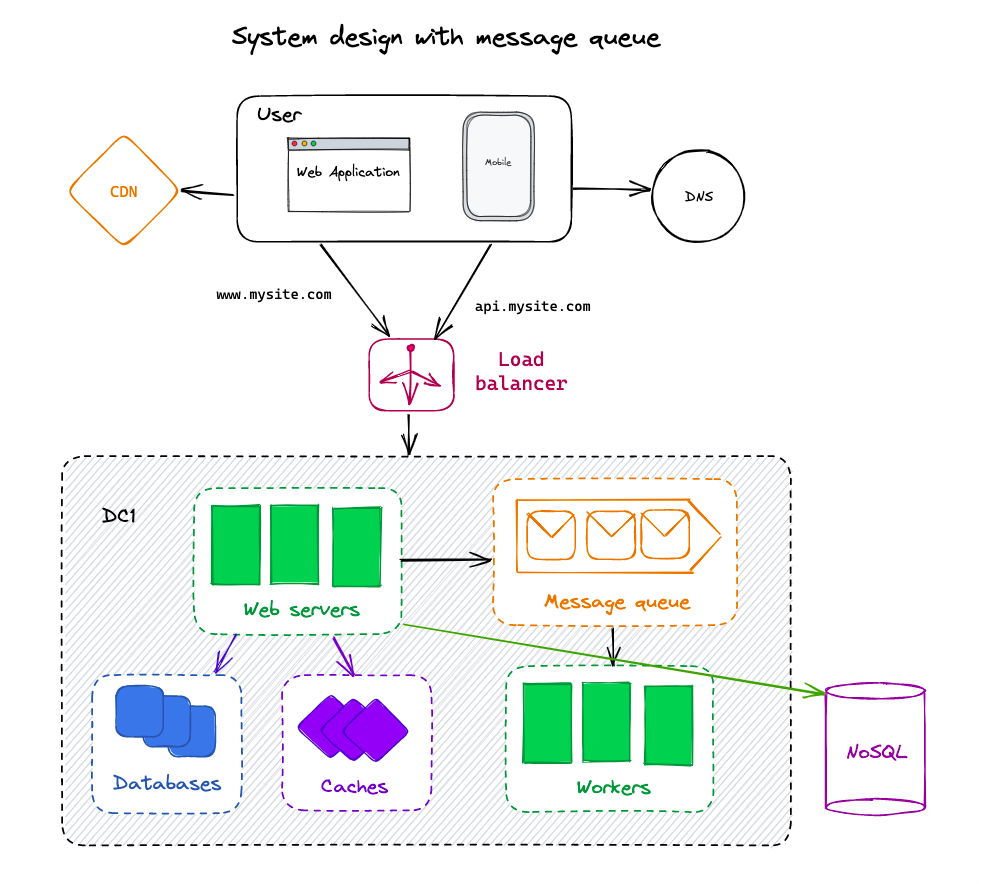 System design with message queue
User
Web Application
Mobile
CDN
DNS
www.mysite.com
api.mysite.com
Load
balancer
DC1
Web servers
Message queue
Databases
Caches
Workers
NoSQL